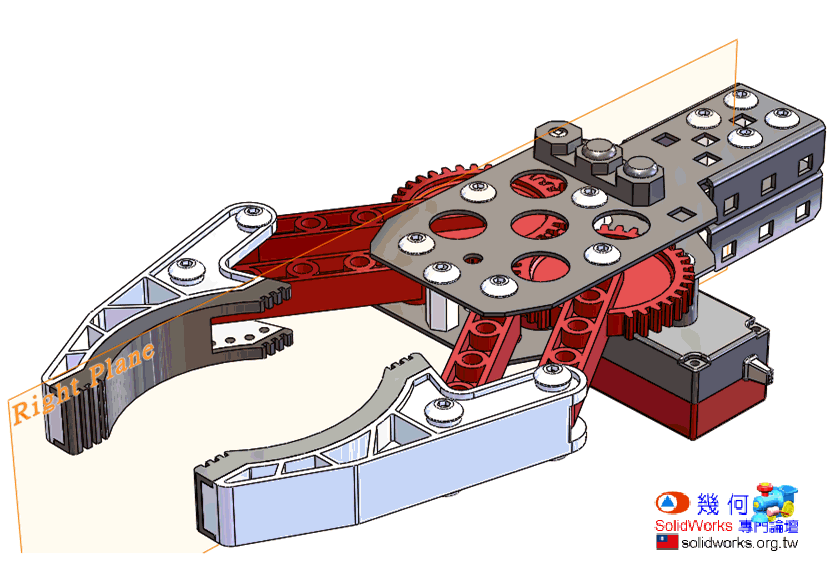 Right Plane
幾何
SolidWorks 專門論壇
solidworks.org.tw